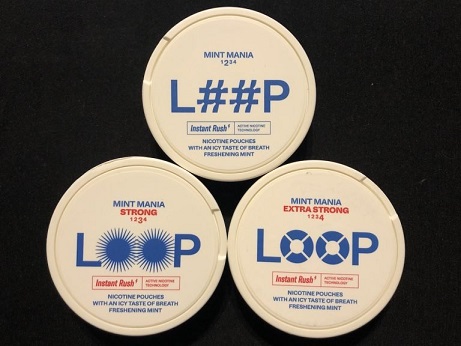 MINT MANIA
1234
L##P
Instant Rush
ACTIVE NICOTINE
TECHNOLOGY
NICOTINE POUCHES
WITH AN ICY TASTE OF BREATH
FRESHENING MINT
MINT MANIA
STRONG
1234
LOOP
Instant Rush
ACTIVE NICOTINE
TECHNOLOGY
NICOTINE POUCHES
WITH AN ICY TASTE OF BREATH
FRESHENING MINT
MINT MANIA
EXTRA STRONG
1234
LOOP
Instant Rush
ACTIVE NICOTINE
TECHNOLOGY
NICOTINE POUCHES
WITH AN ICY TASTE OF BREATH
FRESHENING MINT